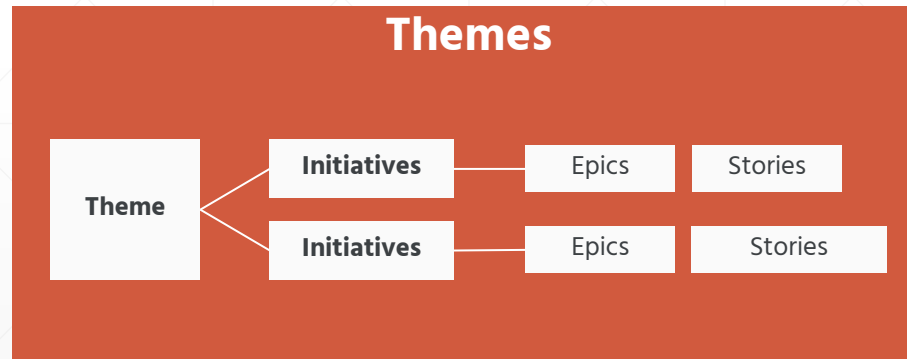 Themes
Theme
Initiatives
Epics
Stories
Initiatives
Epics
Stories